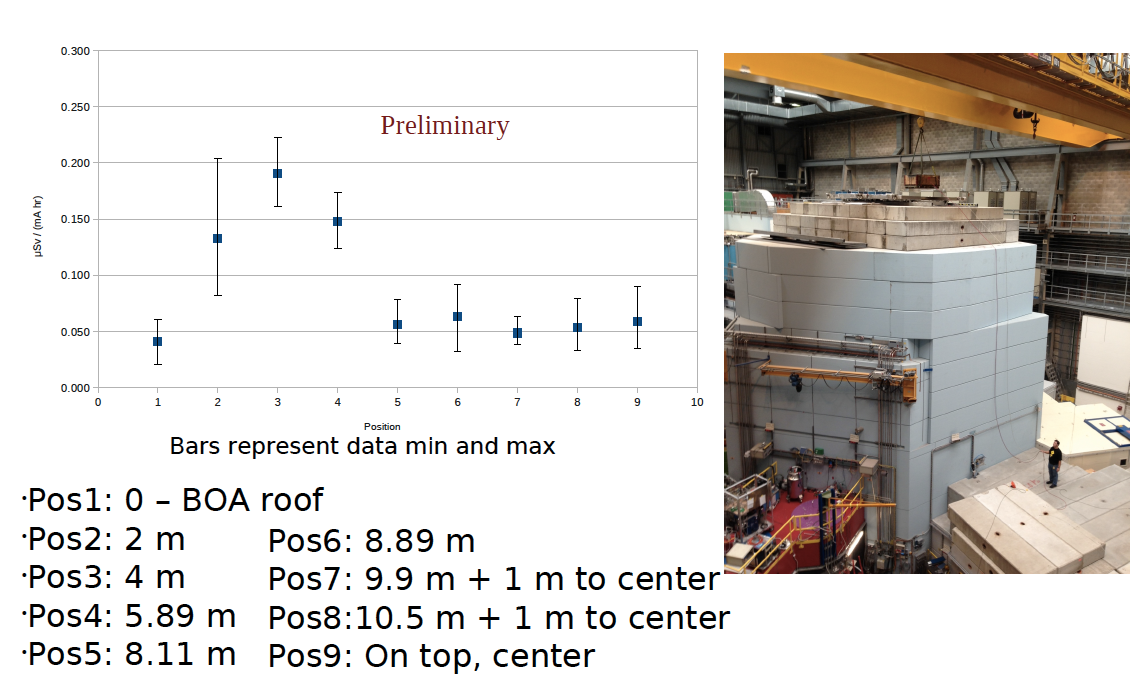 0.300
0.250
0.200
0.150
0.100
0.050
0.000
µSv / (mA hr)
Preliminary
0 1 2 3 4 5 6 7 8 9 10
Position
Bars represent data min and max
·Pos1: 0 – BOA roof
·Pos2: 2 m
·Pos3: 4 m
·Pos4: 5.89 m
·Pos5: 8.11 m
Pos6: 8.89 m
Pos7: 9.9 m + 1 m to center
Pos8:10.5 m + 1 m to center
Pos9: On top, center